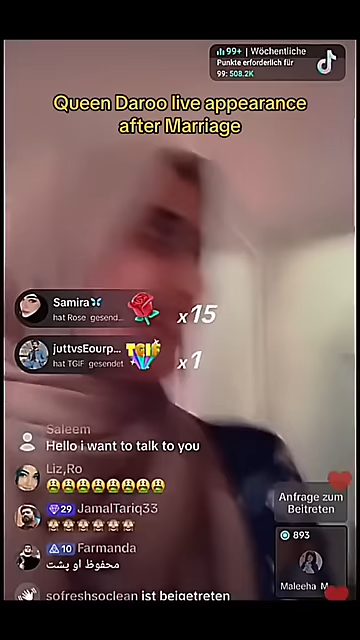 99+ | Wöchentliche
Punkte erforderlich für
99: 508.2K
Queen Daroo live appearance
after Marriage
Samira
hat Rose gesend...
x15
juttvsEourp...
hat TGIF gesendet
TGIF
x1
Saleem
Hello i want to talk to you
Liz,Ro
29 JamalTariq33
10 Farmanda
محفوظ او پشت
sofreshsoclean ist beigetreten
Anfrage zum
Beitreten
893
Maleeha M